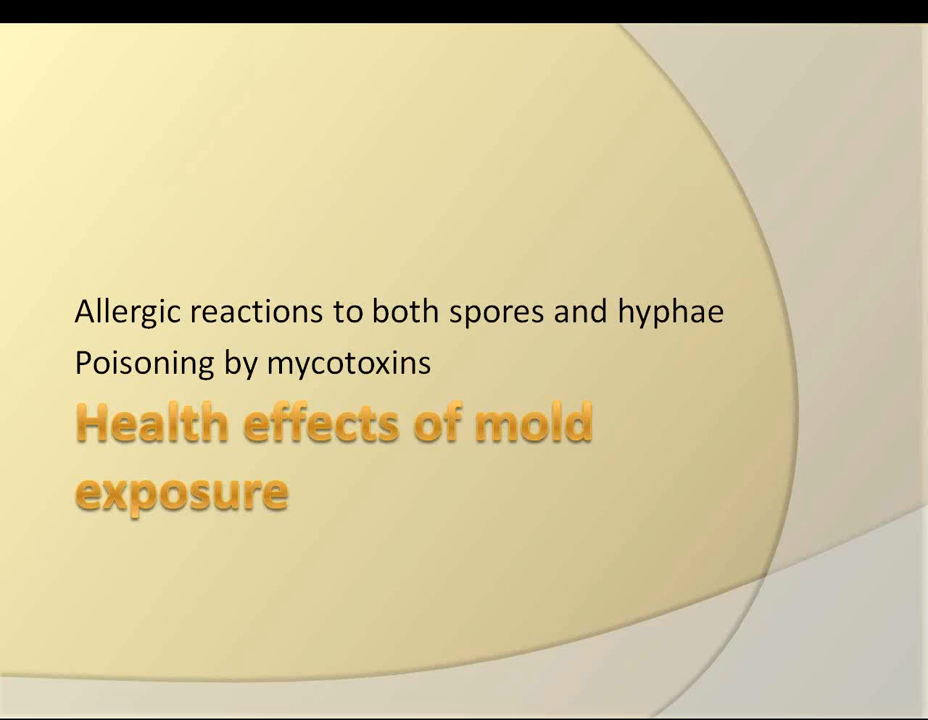 Allergic reactions to both spores and hyphae
Poisoning by mycotoxins
Health effects of mold
exposure